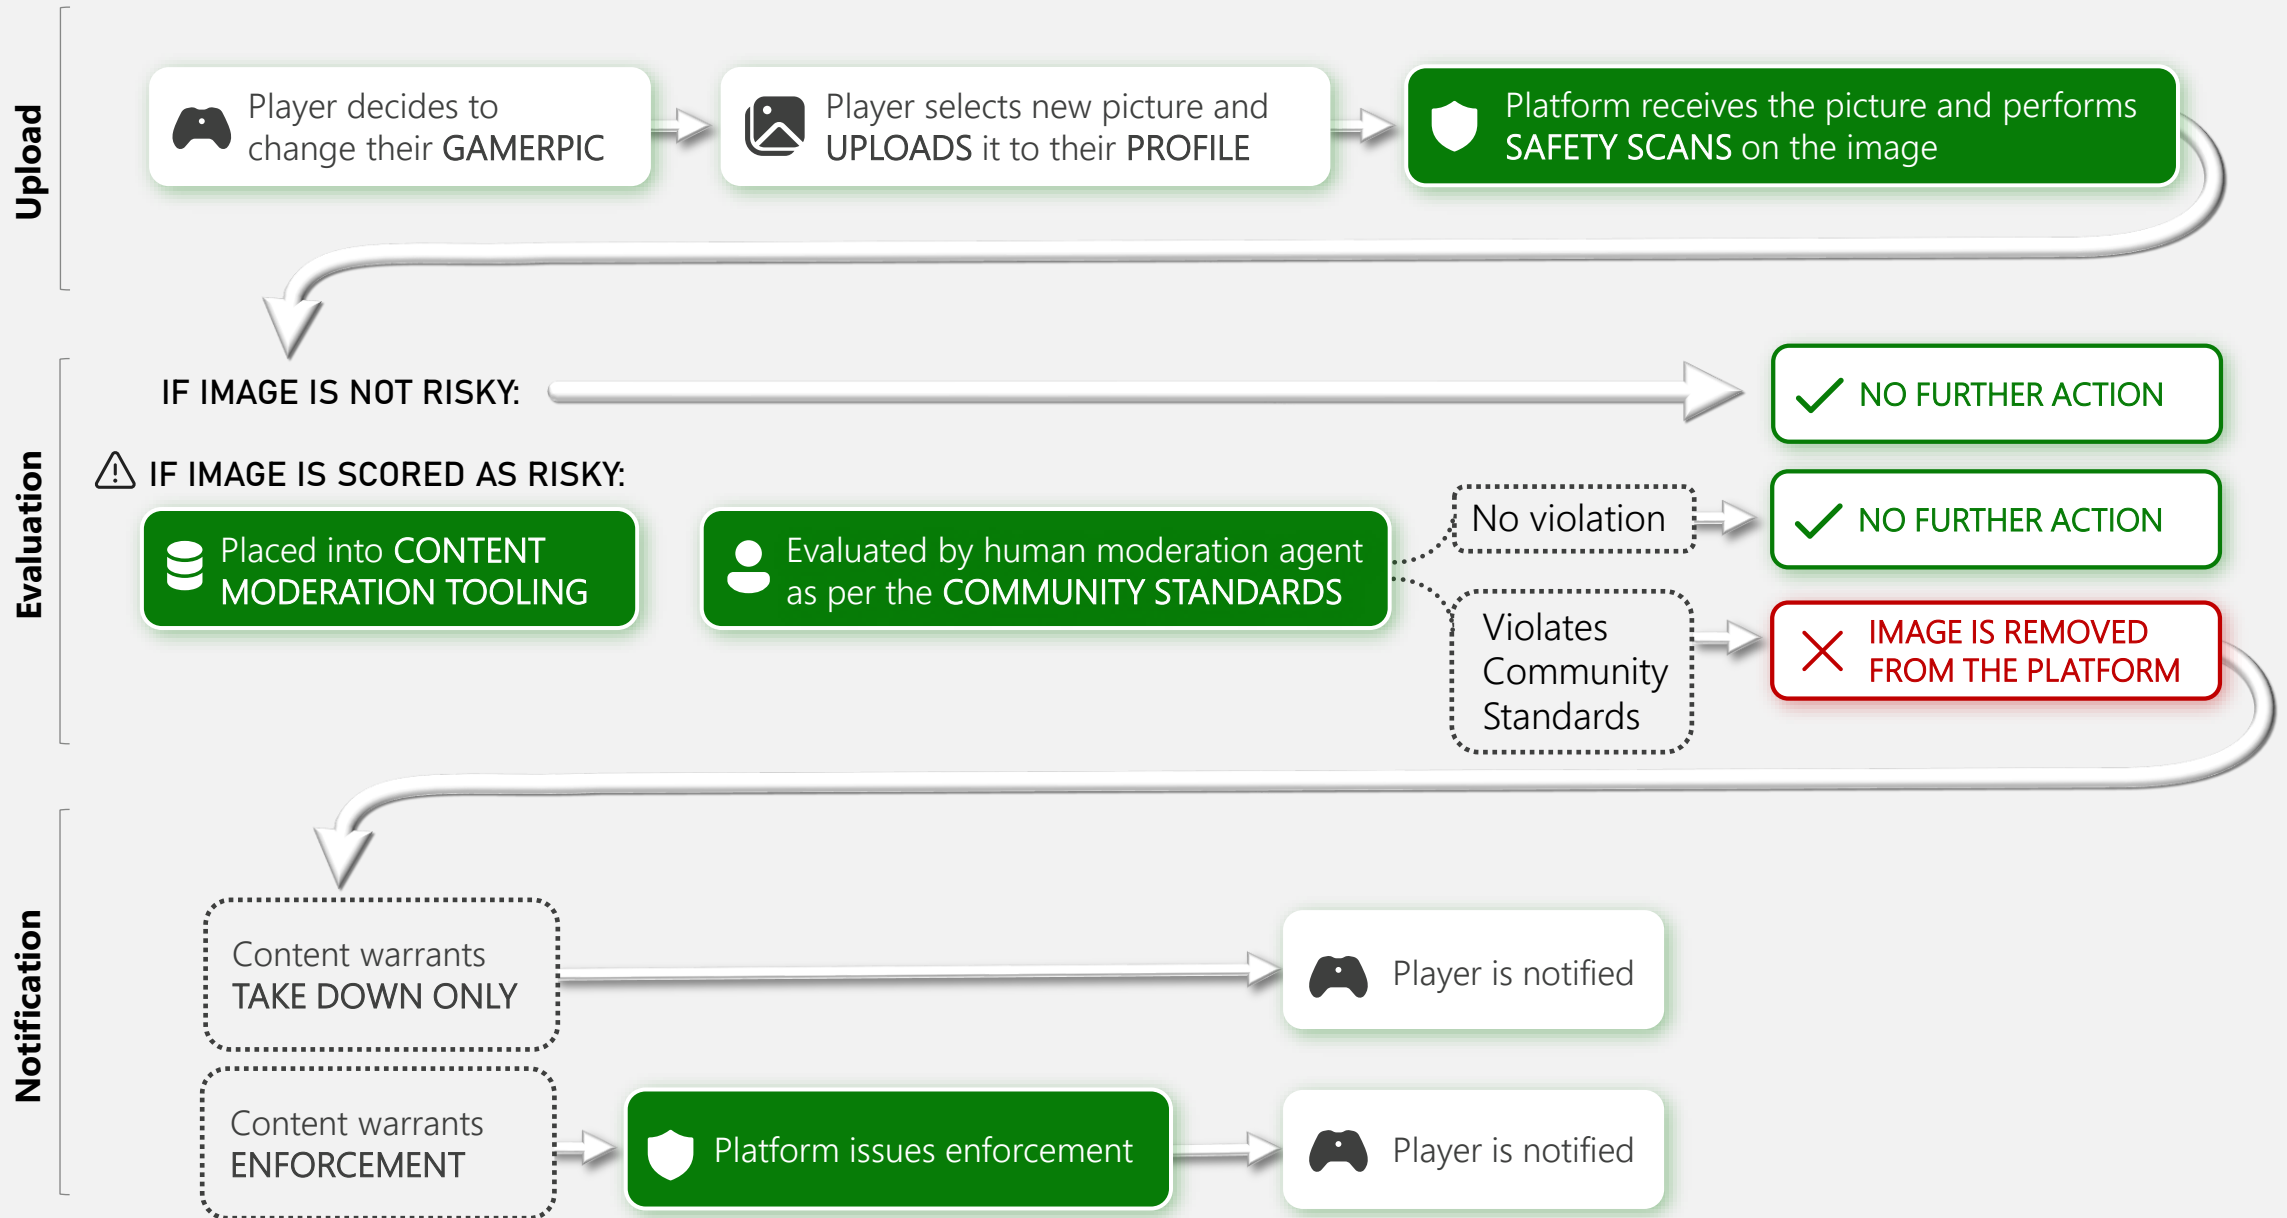 Upload
Player decides to
change their GAMERPIC
Player selects new picture and
UPLOADS it to their PROFILE
Platform receives the picture and performs
SAFETY SCANS on the image
Evaluation
IF IMAGE IS NOT RISKY:
NO FURTHER ACTION
IF IMAGE IS SCORED AS RISKY:
Placed into CONTENT
MODERATION TOOLING
Evaluated by human moderation agent
as per the COMMUNITY STANDARDS
No violation
NO FURTHER ACTION
Violates
Community
Standards
IMAGE IS REMOVED
FROM THE PLATFORM
Notification
Content warrants
TAKE DOWN ONLY
Player is notified
Content warrants
ENFORCEMENT
Platform issues enforcement
Player is notified